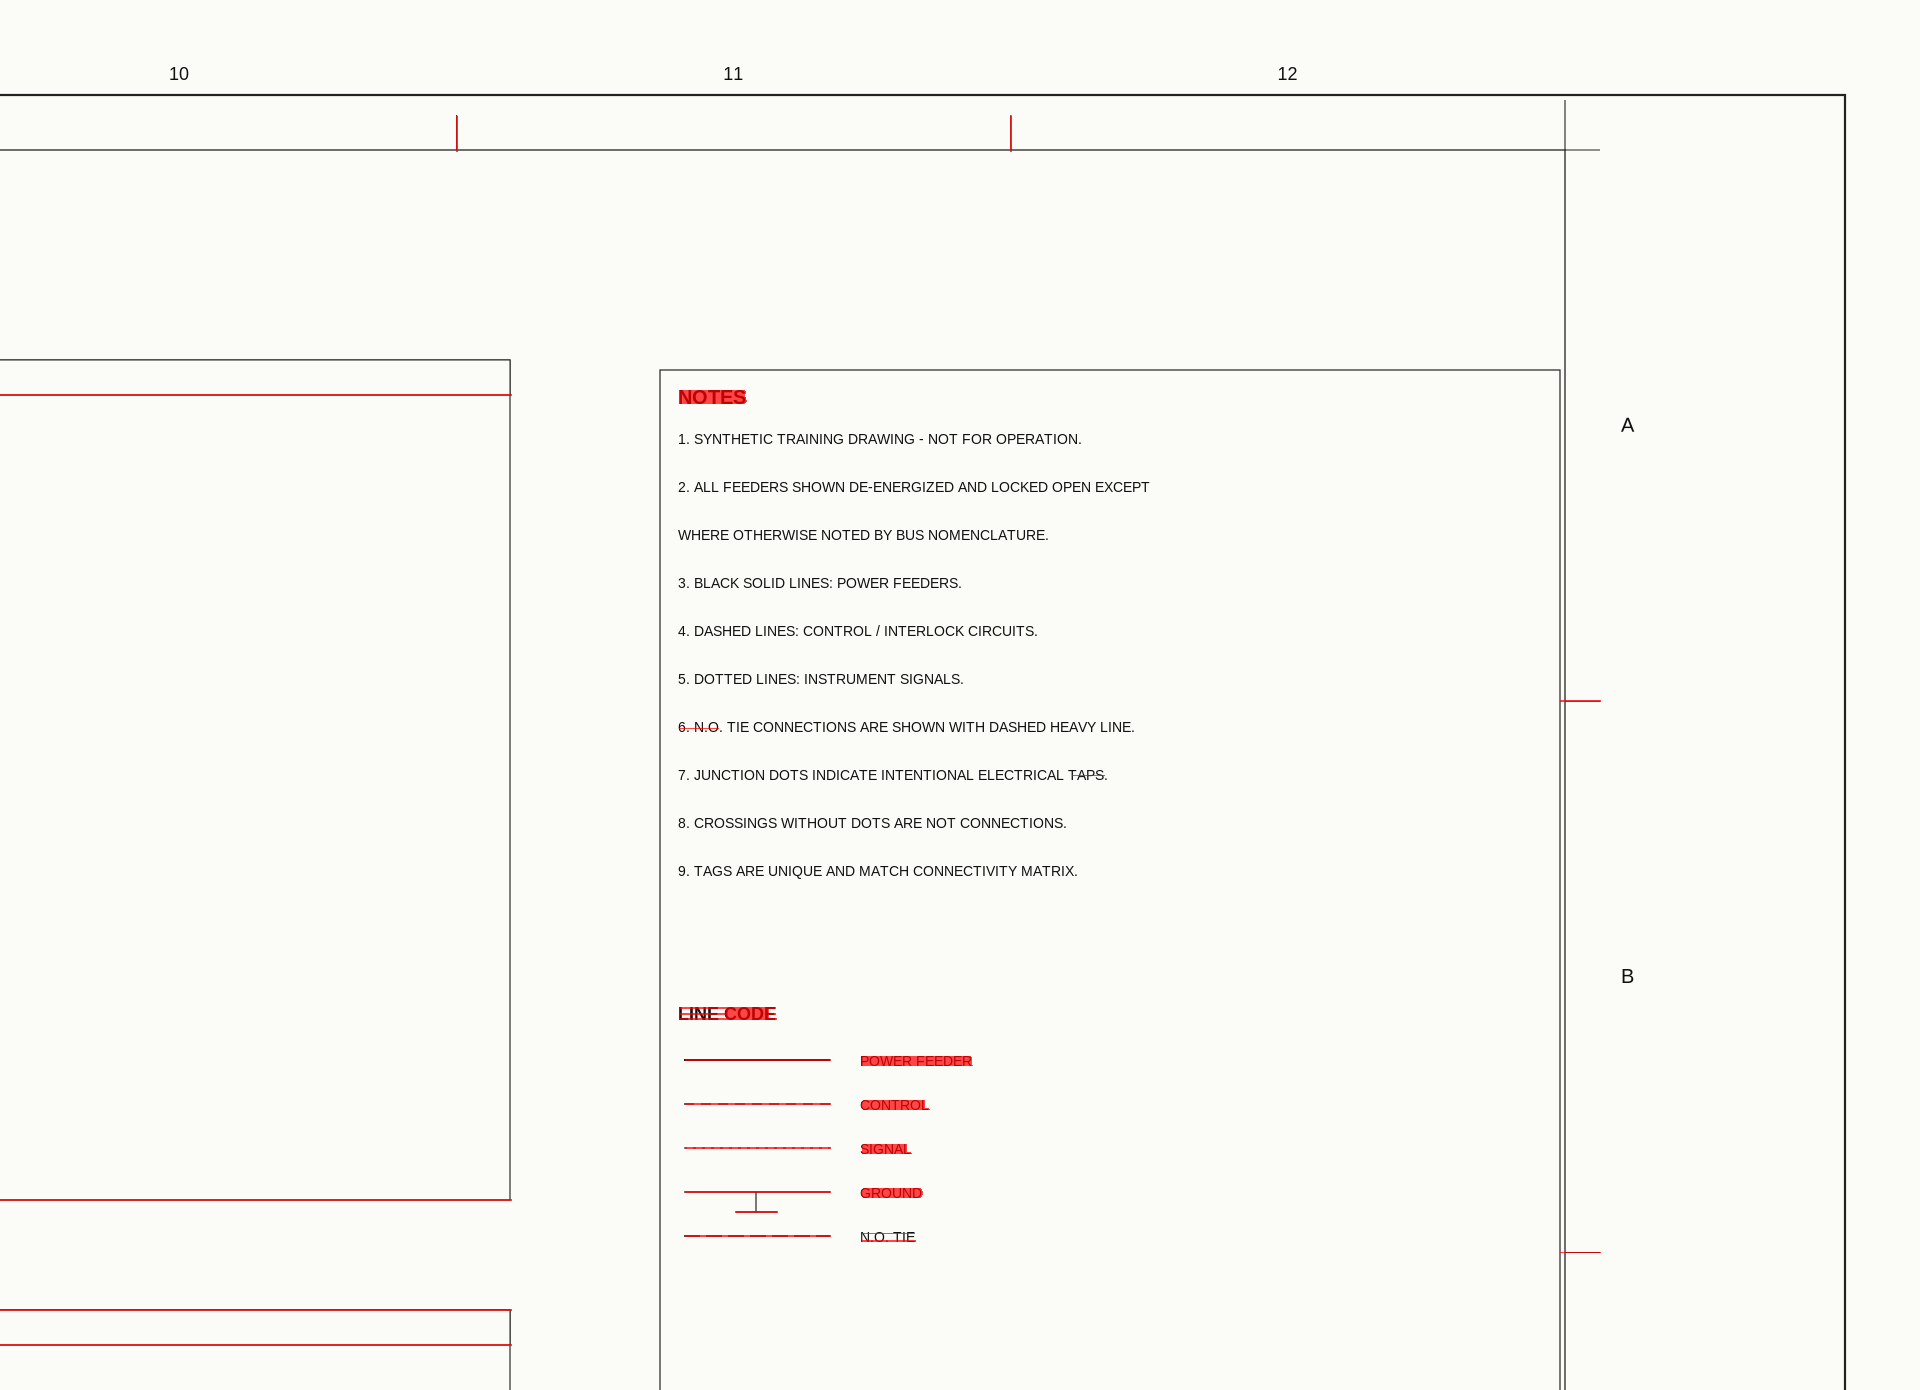 10 11 12
NOTES
1. SYNTHETIC TRAINING DRAWING - NOT FOR OPERATION.
A
2. ALL FEEDERS SHOWN DE-ENERGIZED AND LOCKED OPEN EXCEPT
WHERE OTHERWISE NOTED BY BUS NOMENCLATURE.
3. BLACK SOLID LINES: POWER FEEDERS.
4. DASHED LINES: CONTROL / INTERLOCK CIRCUITS.
5. DOTTED LINES: INSTRUMENT SIGNALS.
6. N.O. TIE CONNECTIONS ARE SHOWN WITH DASHED HEAVY LINE.
7. JUNCTION DOTS INDICATE INTENTIONAL ELECTRICAL TAPS.
8. CROSSINGS WITHOUT DOTS ARE NOT CONNECTIONS.
9. TAGS ARE UNIQUE AND MATCH CONNECTIVITY MATRIX.
B
LINE CODE
POWER FEEDER
CONTROL
SIGNAL
GROUND
N.O. TIE